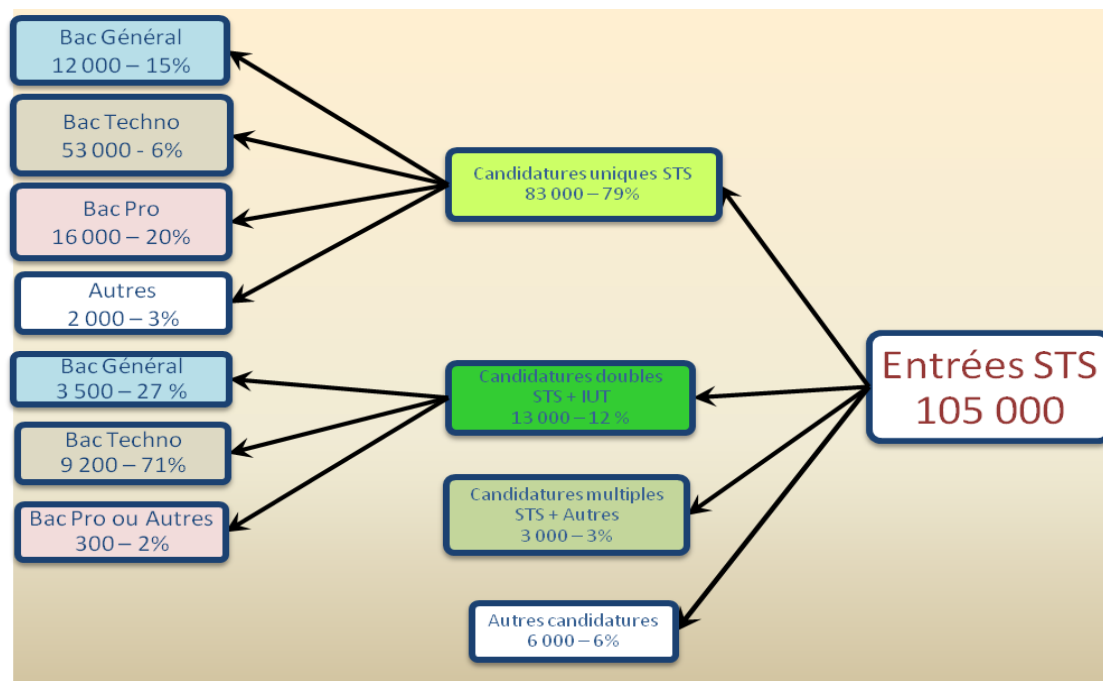 Bac Général
12 000 – 15%
Bac Techno
53 000 - 6%
Bac Pro
16 000 – 20%
Autres
2 000 – 3%
Bac Général
3 500 – 27 %
Bac Techno
9 200 – 71%
Bac Pro ou Autres
300 – 2%
Candidatures uniques STS
83 000 – 79%
Candidatures doubles
STS + IUT
13 000 – 12 %
Candidatures multiples
STS + Autres
3 000 – 3%
Autres candidatures
6 000 – 6%
Entrées STS
105 000